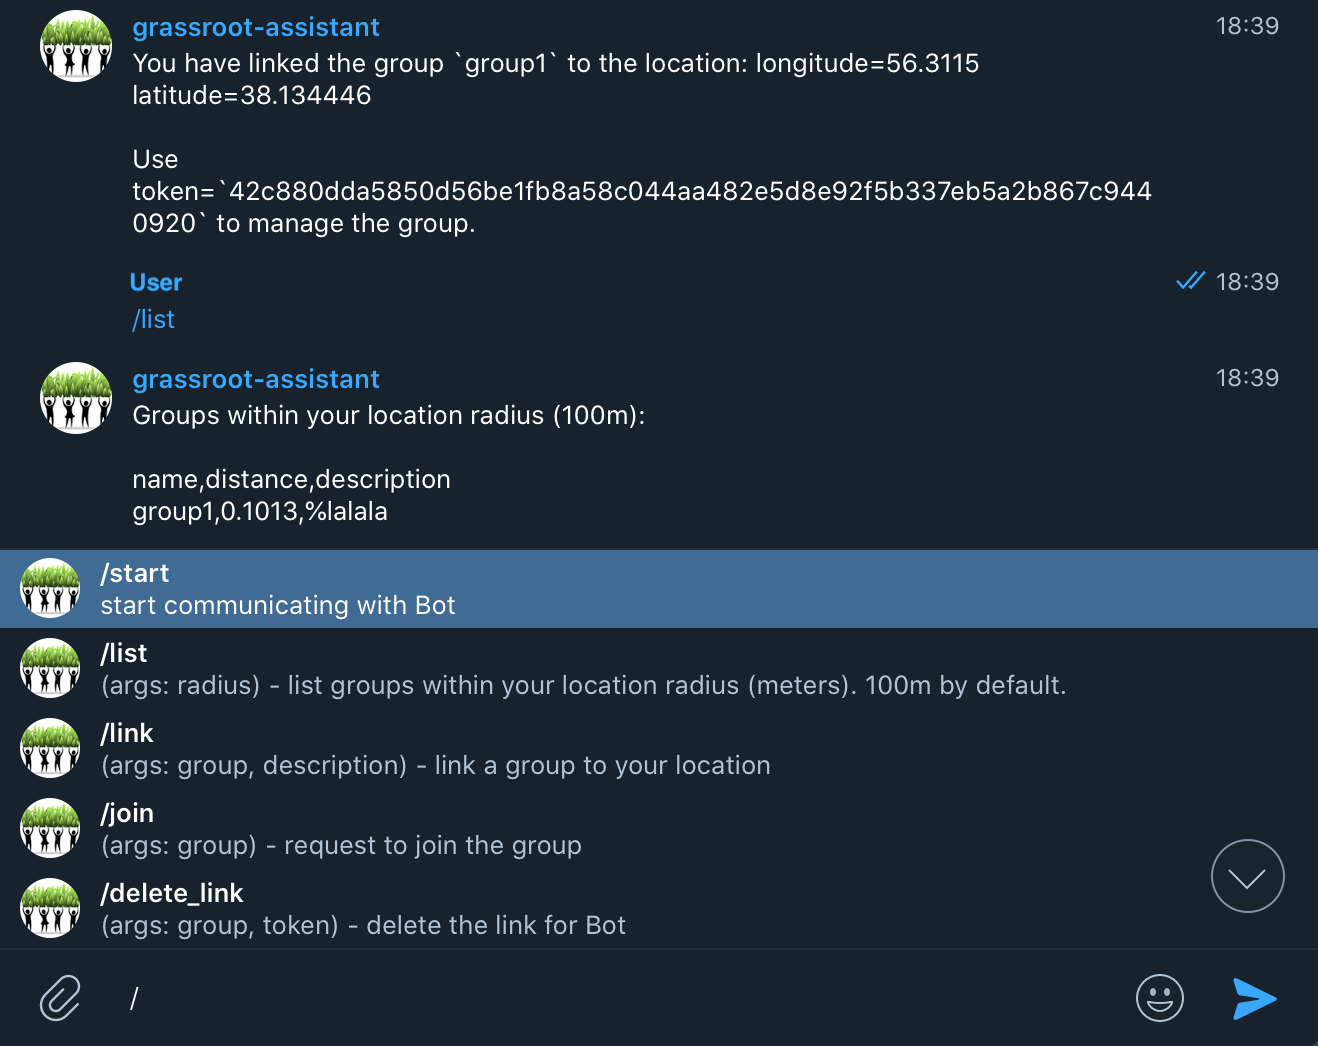 grassroot-assistant 18:39
You have linked the group `group1` to the location: longitude=56.3115
latitude=38.134446
Use
token=`42c880dda5850d56be1fb8a58c044aa482e5d8e92f5b337eb5a2b867c944
0920` to manage the group.
User 18:39
/list
grassroot-assistant 18:39
Groups within your location radius (100m):
name,distance,description
group1,0.1013,%lalala
/start
start communicating with Bot
/list
(args: radius) - list groups within your location radius (meters). 100m by default.
/link
(args: group, description) - link a group to your location
/join
(args: group) - request to join the group
/delete_link
(args: group, token) - delete the link for Bot
/